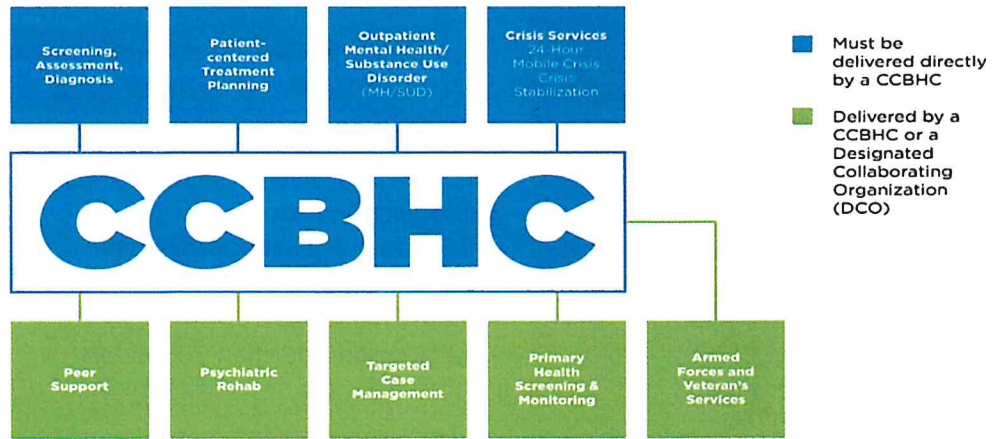 Screening,
Assessment,
Diagnosis
Patient-
centered
Treatment
Planning
Outpatient
Mental Health/
Substance Use
Disorder
(MH/SUD)
Crisis Services
24-Hour
Mobile Crisis
Crisis
Stabilization
Must be
delivered directly
by a CCBHC
Delivered by a
CCBHC or a
Designated
Collaborating
Organization
(DCO)
CCBHC
Peer
Support
Psychiatric
Rehab
Targeted
Case
Management
Primary
Health
Screening &
Monitoring
Armed
Forces and
Veteran's
Services